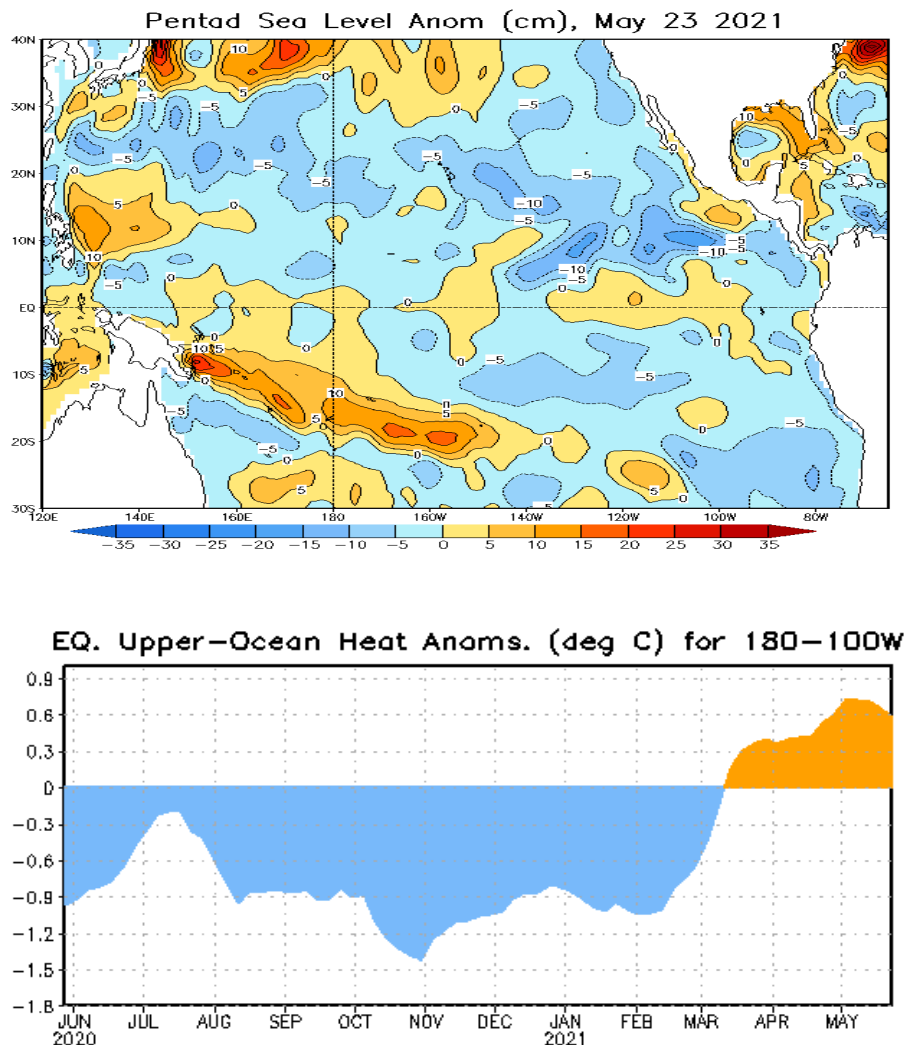 Pentad Sea Level Anom (cm), May 23 2021
40N
30N
20N
10N
EQ
10S
20S
30S
120E 140E 160E 180 160W 140W 120W 100W 80W
-35 -30 -25 -20 -15 -10 -5 0 5 10 15 20 25 30 35
EQ. Upper-Ocean Heat Anoms. (deg C) for 180-100W
0.9
0.6
0.3
0
-0.3
-0.6
-0.9
-1.2
-1.5
-1.8
JUN JUL AUG SEP OCT NOV DEC JAN FEB MAR APR MAY
2020 2021